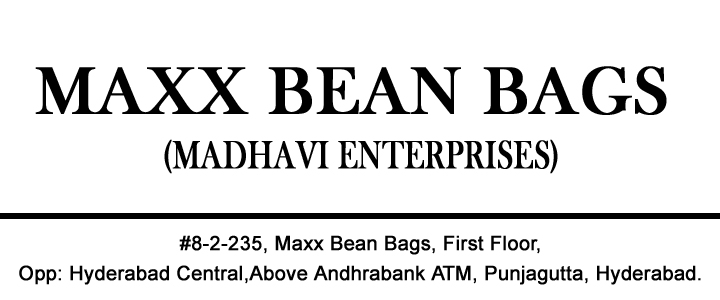 MAXX BEAN BAGS
(MADHAVI ENTERPRISES)
#8-2-235, Maxx Bean Bags, First Floor,
Opp: Hyderabad Central,Above Andhrabank ATM, Punjagutta, Hyderabad.